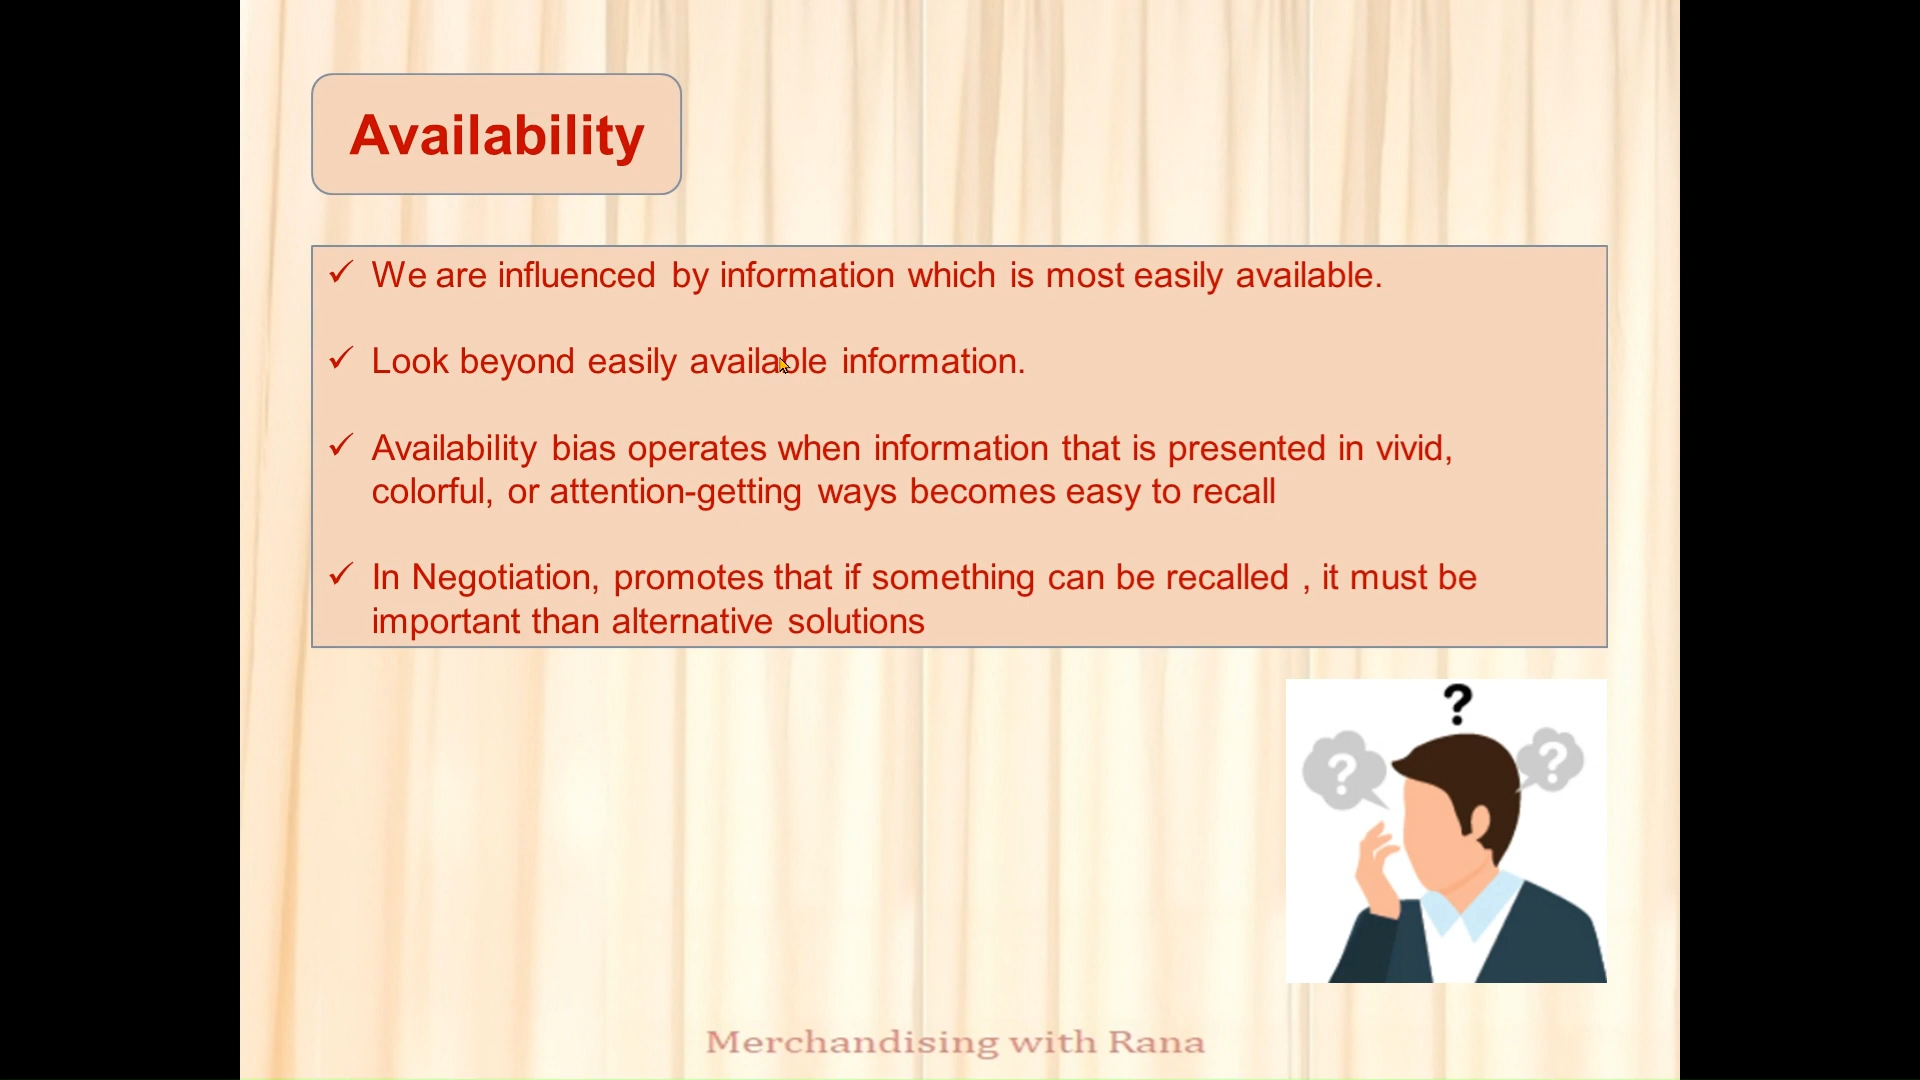 Availability
✓ We are influenced by information which is most easily available.
✓ Look beyond easily available information.
✓ Availability bias operates when information that is presented in vivid,
colorful, or attention-getting ways becomes easy to recall
✓ In Negotiation, promotes that if something can be recalled , it must be
important than alternative solutions
?
? ?
Merchandising with Rana